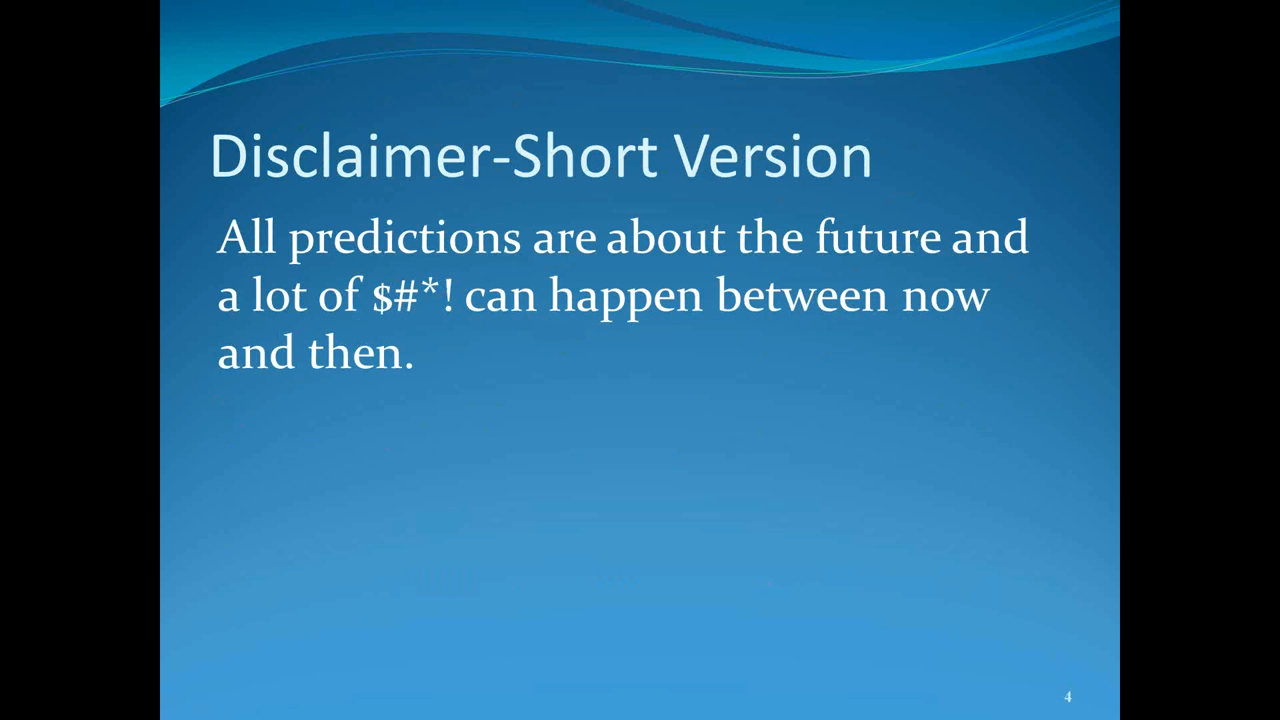 Disclaimer-Short Version
All predictions are about the future and
a lot of $#*! can happen between now
and then.
4